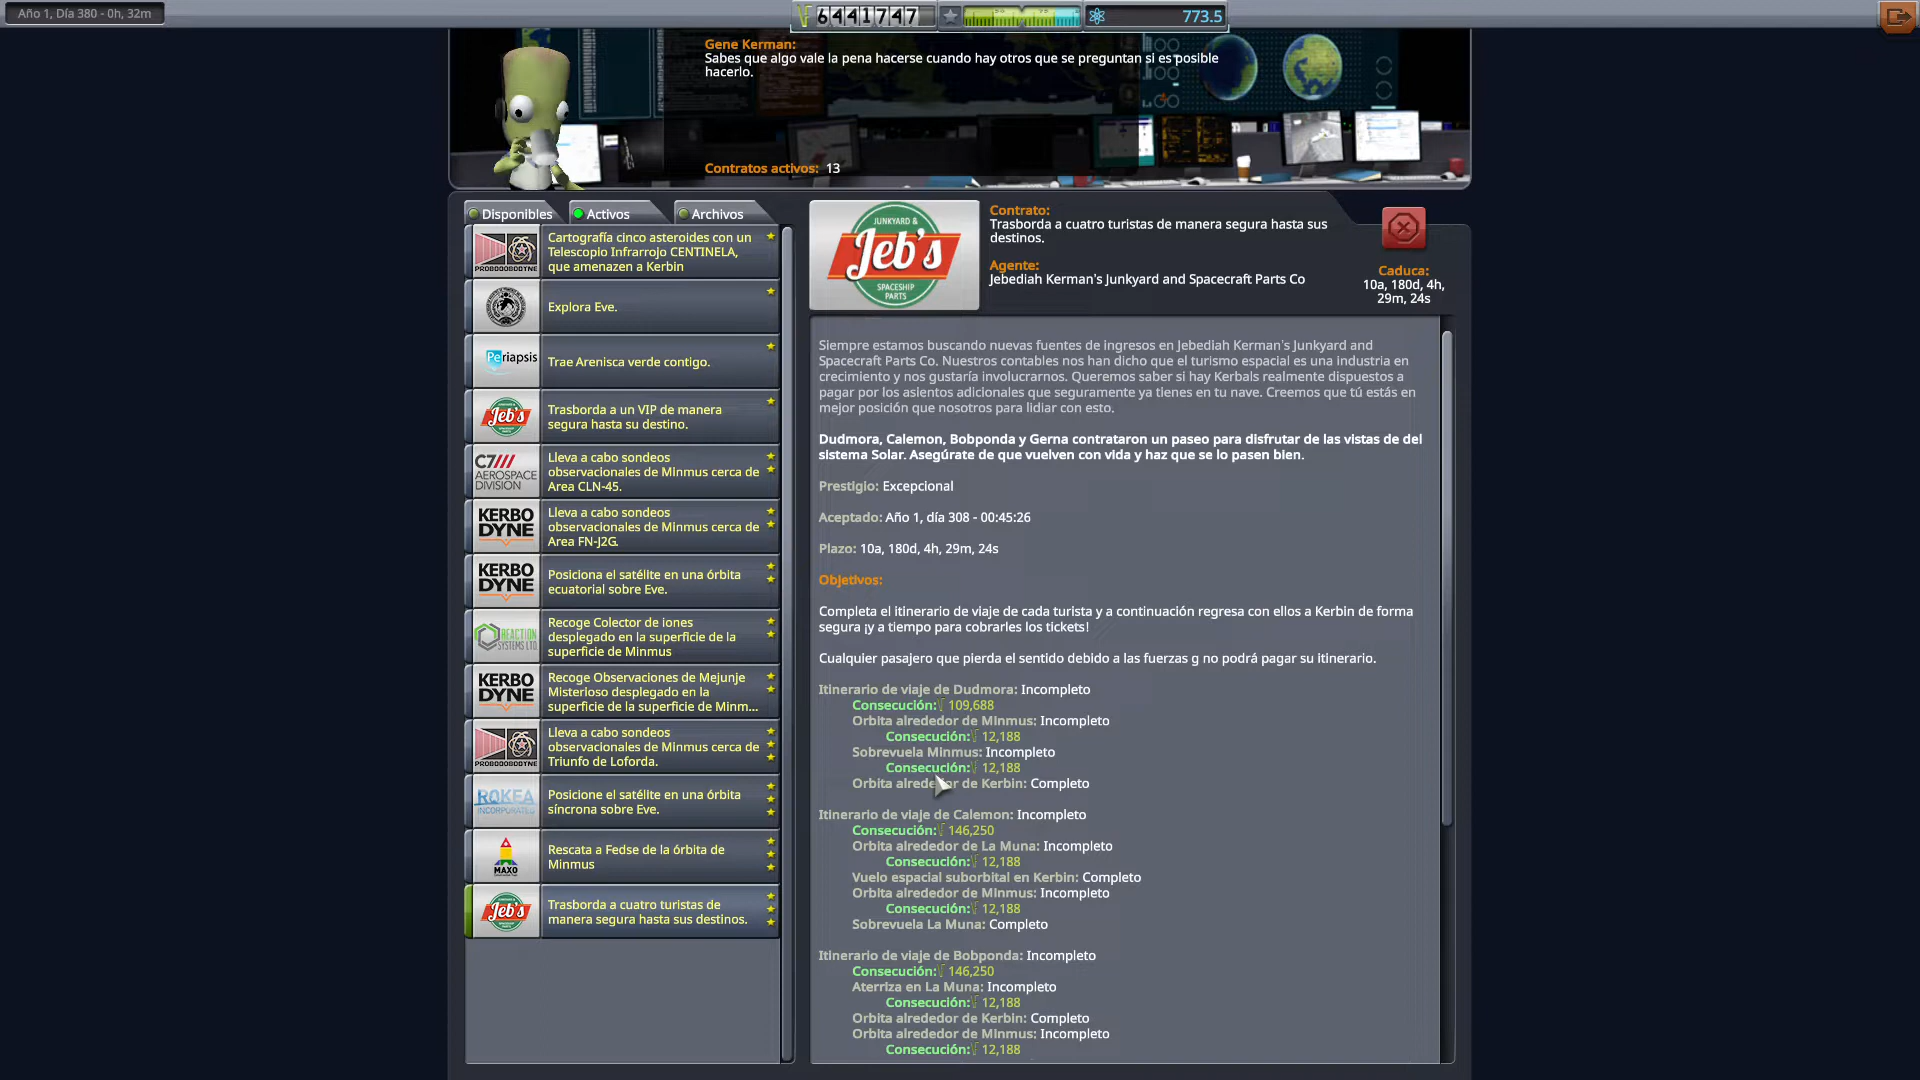 Año 1, Día 380 - 0h, 32m
6441747
773.5
Gene Kerman:
Sabes que algo vale la pena hacerse cuando hay otros que se preguntan si es posible
hacerlo.
Contratos activos: 13
Disponibles
Activos
Archivos
PROBODOBODYNE
Cartografía cinco asteroides con un
Telescopio Infrarrojo CENTINELA,
que amenazen a Kerbin
Explora Eve.
Periapsis
Trae Arenisca verde contigo.
Jeb's
Trasborda a un VIP de manera
segura hasta su destino.
C7///
AEROSPACE
DIVISION
Lleva a cabo sondeos
observacionales de Minmus cerca de
Area CLN-45.
KERBO
DYNE
Lleva a cabo sondeos
observacionales de Minmus cerca de
Area FN-J2G.
KERBO
DYNE
Posiciona el satélite en una órbita
ecuatorial sobre Eve.
REACTION
SYSTEMS LTD
Recoge Colector de iones
desplegado en la superficie de la
superficie de Minmus
KERBO
DYNE
Recoge Observaciones de Mejunje
Misterioso desplegado en la
superficie de la superficie de Minm...
PROBODOBODYNE
Lleva a cabo sondeos
observacionales de Minmus cerca de
Triunfo de Loforda.
ROKEA
INCORPORATED
Posicione el satélite en una órbita
síncrona sobre Eve.
MAXO
Rescata a Fedse de la órbita de
Minmus
Jeb's
Trasborda a cuatro turistas de
manera segura hasta sus destinos.
JUNKYARD &
Jeb's
SPACESHIP
PARTS
Contrato:
Trasborda a cuatro turistas de manera segura hasta sus
destinos.
Agente:
Jebediah Kerman's Junkyard and Spacecraft Parts Co
Caduca:
10a, 180d, 4h,
29m, 24s
Siempre estamos buscando nuevas fuentes de ingresos en Jebediah Kerman's Junkyard and
Spacecraft Parts Co. Nuestros contables nos han dicho que el turismo espacial es una industria en
crecimiento y nos gustaría involucrarnos. Queremos saber si hay Kerbals realmente dispuestos a
pagar por los asientos adicionales que seguramente ya tienes en tu nave. Creemos que tú estás en
mejor posición que nosotros para lidiar con esto.
Dudmora, Calemon, Bobponda y Gerna contrataron un paseo para disfrutar de las vistas de del
sistema Solar. Asegúrate de que vuelven con vida y haz que se lo pasen bien.
Prestigio: Excepcional
Aceptado: Año 1, día 308 - 00:45:26
Plazo: 10a, 180d, 4h, 29m, 24s
Objetivos:
Completa el itinerario de viaje de cada turista y a continuación regresa con ellos a Kerbin de forma
segura ¡y a tiempo para cobrarles los tickets!
Cualquier pasajero que pierda el sentido debido a las fuerzas g no podrá pagar su itinerario.
Itinerario de viaje de Dudmora: Incompleto
Consecución: 109,688
Orbita alrededor de Minmus: Incompleto
Consecución: 12,188
Sobrevuela Minmus: Incompleto
Consecución: 12,188
Orbita alrededor de Kerbin: Completo
Itinerario de viaje de Calemon: Incompleto
Consecución: 146,250
Orbita alrededor de La Muna: Incompleto
Consecución: 12,188
Vuelo espacial suborbital en Kerbin: Completo
Orbita alrededor de Minmus: Incompleto
Consecución: 12,188
Sobrevuela La Muna: Completo
Itinerario de viaje de Bobponda: Incompleto
Consecución: 146,250
Aterriza en La Muna: Incompleto
Consecución: 12,188
Orbita alrededor de Kerbin: Completo
Orbita alrededor de Minmus: Incompleto
Consecución: 12,188